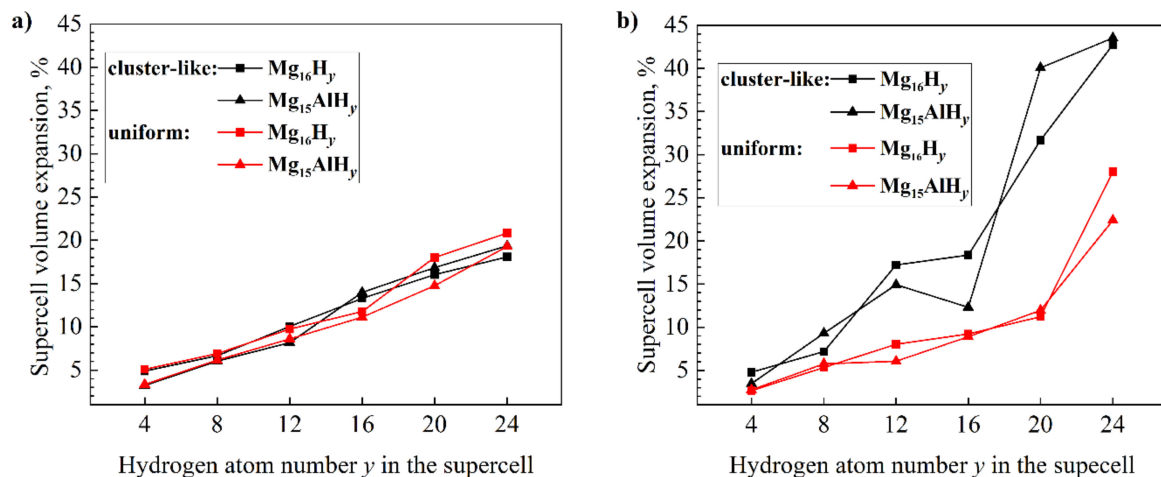 a)
Supercell volume expansion, %
45
40
35
30
25
20
15
10
5
cluster-like: Mg₁₆Hy
Mg₁₅AlHy
uniform: Mg₁₆Hy
Mg₁₅AlHy
4 8 12 16 20 24
Hydrogen atom number y in the supercell
b)
Supercell volume expansion, %
45
40
35
30
25
20
15
10
5
cluster-like: Mg₁₆Hy
Mg₁₅AlHy
uniform: Mg₁₆Hy
Mg₁₅AlHy
4 8 12 16 20 24
Hydrogen atom number y in the supecell